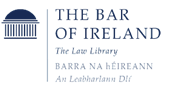 THE BAR
OF IRELAND
The Law Library
BARRA NA hÉIREANN
An Leabharlann Dlí